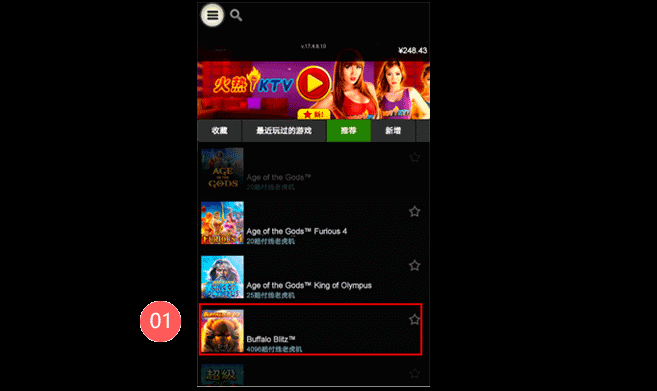 v.17.4.8.10
¥248.43
火热KTV
★ 新!
收藏
最近玩过的游戏
推荐
新增
AGE
OF THE
GODS
Age of the Gods™
20赔付线老虎机
FURIOUS 4
Age of the Gods™ Furious 4
20赔付线老虎机
Age of the Gods™ King of Olympus
25赔付线老虎机
01
Buffalo Blitz™
4096赔付线老虎机
超級